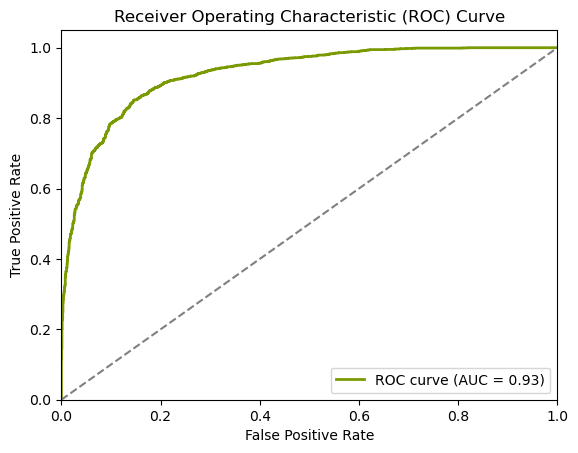 Receiver Operating Characteristic (ROC) Curve
1.0
0.8
0.6
0.4
0.2
0.0
True Positive Rate
ROC curve (AUC = 0.93)
0.0 0.2 0.4 0.6 0.8 1.0
False Positive Rate